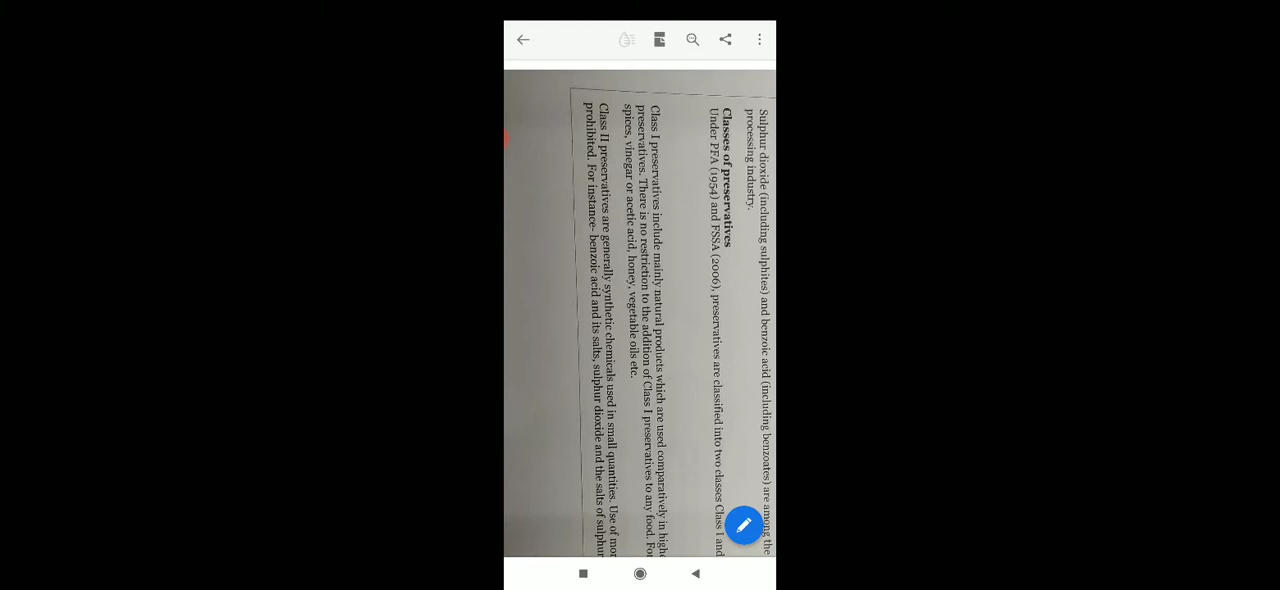 Sulphur dioxide (including sulphites) and benzoic acid (including benzoates) are among the
processing industry.
Classes of preservatives
Under PFA (1954) and FSSA (2006), preservatives are classified into two classes Class I and
Class I preservatives include mainly natural products which are used comparatively in
preservatives. There is no restriction to the addition of Class I preservatives to any food.
spices, vinegar or acetic acid, honey, vegetable oils etc.
Class II preservatives are generally synthetic chemicals used in small quantities. Use of
prohibited. For instance- benzoic acid and its salts, sulphur dioxide and the salts of sulphur